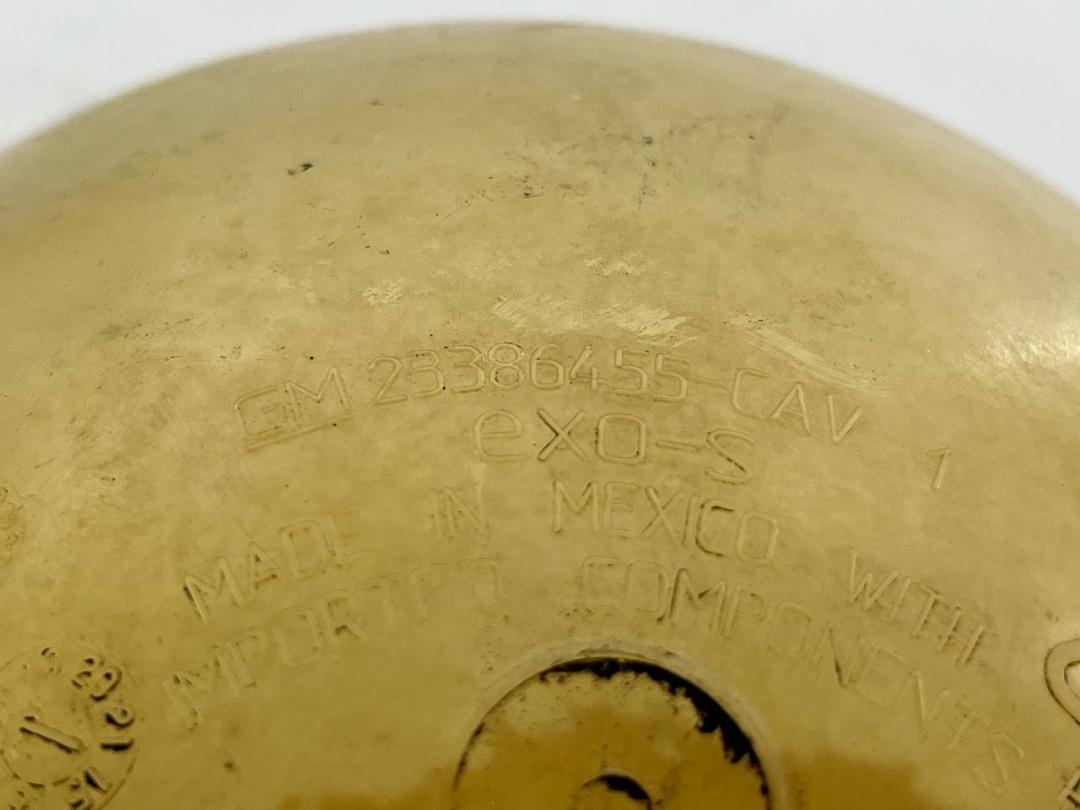 GM 23386455-CAV 1
exo-s
MADE IN MEXICO WITH
IMPORTED COMPONENTS